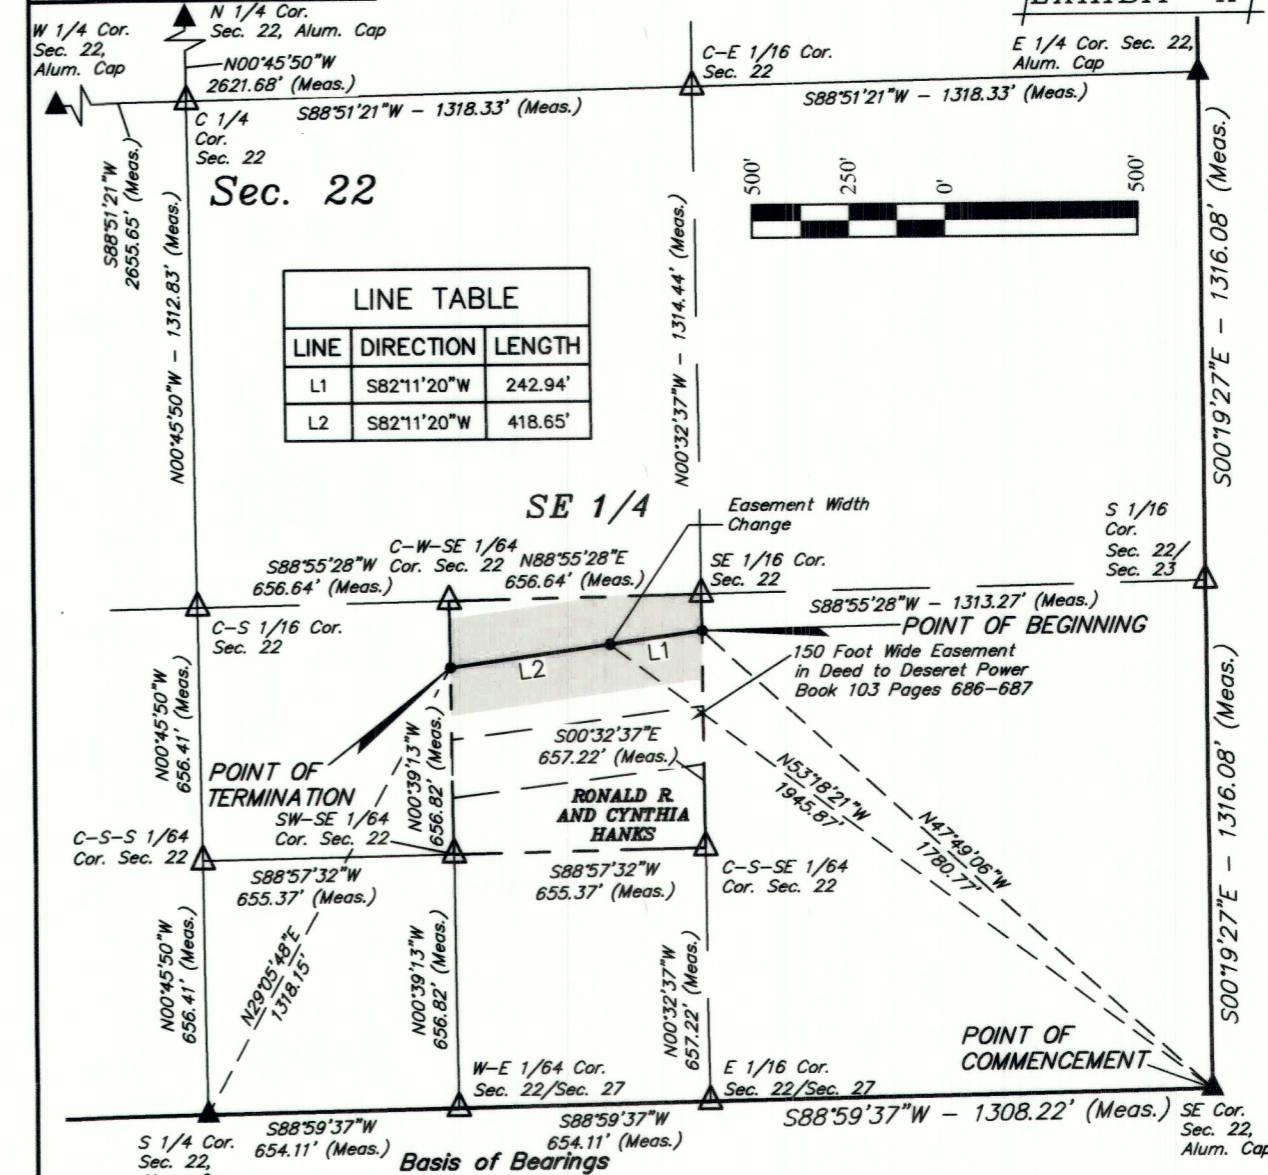 N 1/4 Cor.
Sec. 22, Alum. Cap
W 1/4 Cor.
Sec. 22,
Alum. Cap
N00°45'50"W
2621.68' (Meas.)
C-E 1/16 Cor.
Sec. 22
E 1/4 Cor. Sec. 22,
Alum. Cap
S88°51'21"W - 1318.33' (Meas.)
S88°51'21"W - 1318.33' (Meas.)
C 1/4
Cor.
Sec. 22
S88°51'21"W
2655.65' (Meas.)
Sec. 22
500'
250'
0'
500'
N00°45'50"W - 1312.83' (Meas.)
N00°32'37"W - 1314.44' (Meas.)
S00°19'27"E - 1316.08' (Meas.)
LINE TABLE
LINE DIRECTION LENGTH
L1 S82°11'20"W 242.94'
L2 S82°11'20"W 418.65'
SE 1/4
Easement Width
Change
S 1/16
Cor.
Sec. 22/
Sec. 23
C-W-SE 1/64
Cor. Sec. 22
S88°55'28"W
656.64' (Meas.)
N88°55'28"E
656.64' (Meas.)
SE 1/16 Cor.
Sec. 22
S88°55'28"W - 1313.27' (Meas.)
C-S 1/16 Cor.
Sec. 22
POINT OF BEGINNING
L1
L2
150 Foot Wide Easement
in Deed to Deseret Power
Book 103 Pages 686-687
N00°45'50"W
656.41' (Meas.)
POINT OF
TERMINATION
N00°39'13"W
656.82' (Meas.)
S00°32'37"E
657.22' (Meas.)
RONALD R.
AND CYNTHIA
HANKS
N53°18'21"W
1945.87'
N47°49'06"W
1780.77'
S00°19'27"E - 1316.08' (Meas.)
C-S-S 1/64
Cor. Sec. 22
SW-SE 1/64
Cor. Sec. 22
S88°57'32"W
655.37' (Meas.)
S88°57'32"W
655.37' (Meas.)
C-S-SE 1/64
Cor. Sec. 22
N00°45'50"W
656.41' (Meas.)
N29°05'48"E
1318.15'
N00°39'13"W
656.82' (Meas.)
N00°32'37"W
657.22' (Meas.)
POINT OF
COMMENCEMENT
W-E 1/64 Cor.
Sec. 22/Sec. 27
E 1/16 Cor.
Sec. 22/Sec. 27
S 1/4 Cor.
Sec. 22,
S88°59'37"W
654.11' (Meas.)
S88°59'37"W
654.11' (Meas.)
S88°59'37"W - 1308.22' (Meas.)
SE Cor.
Sec. 22,
Alum. Cap
Basis of Bearings